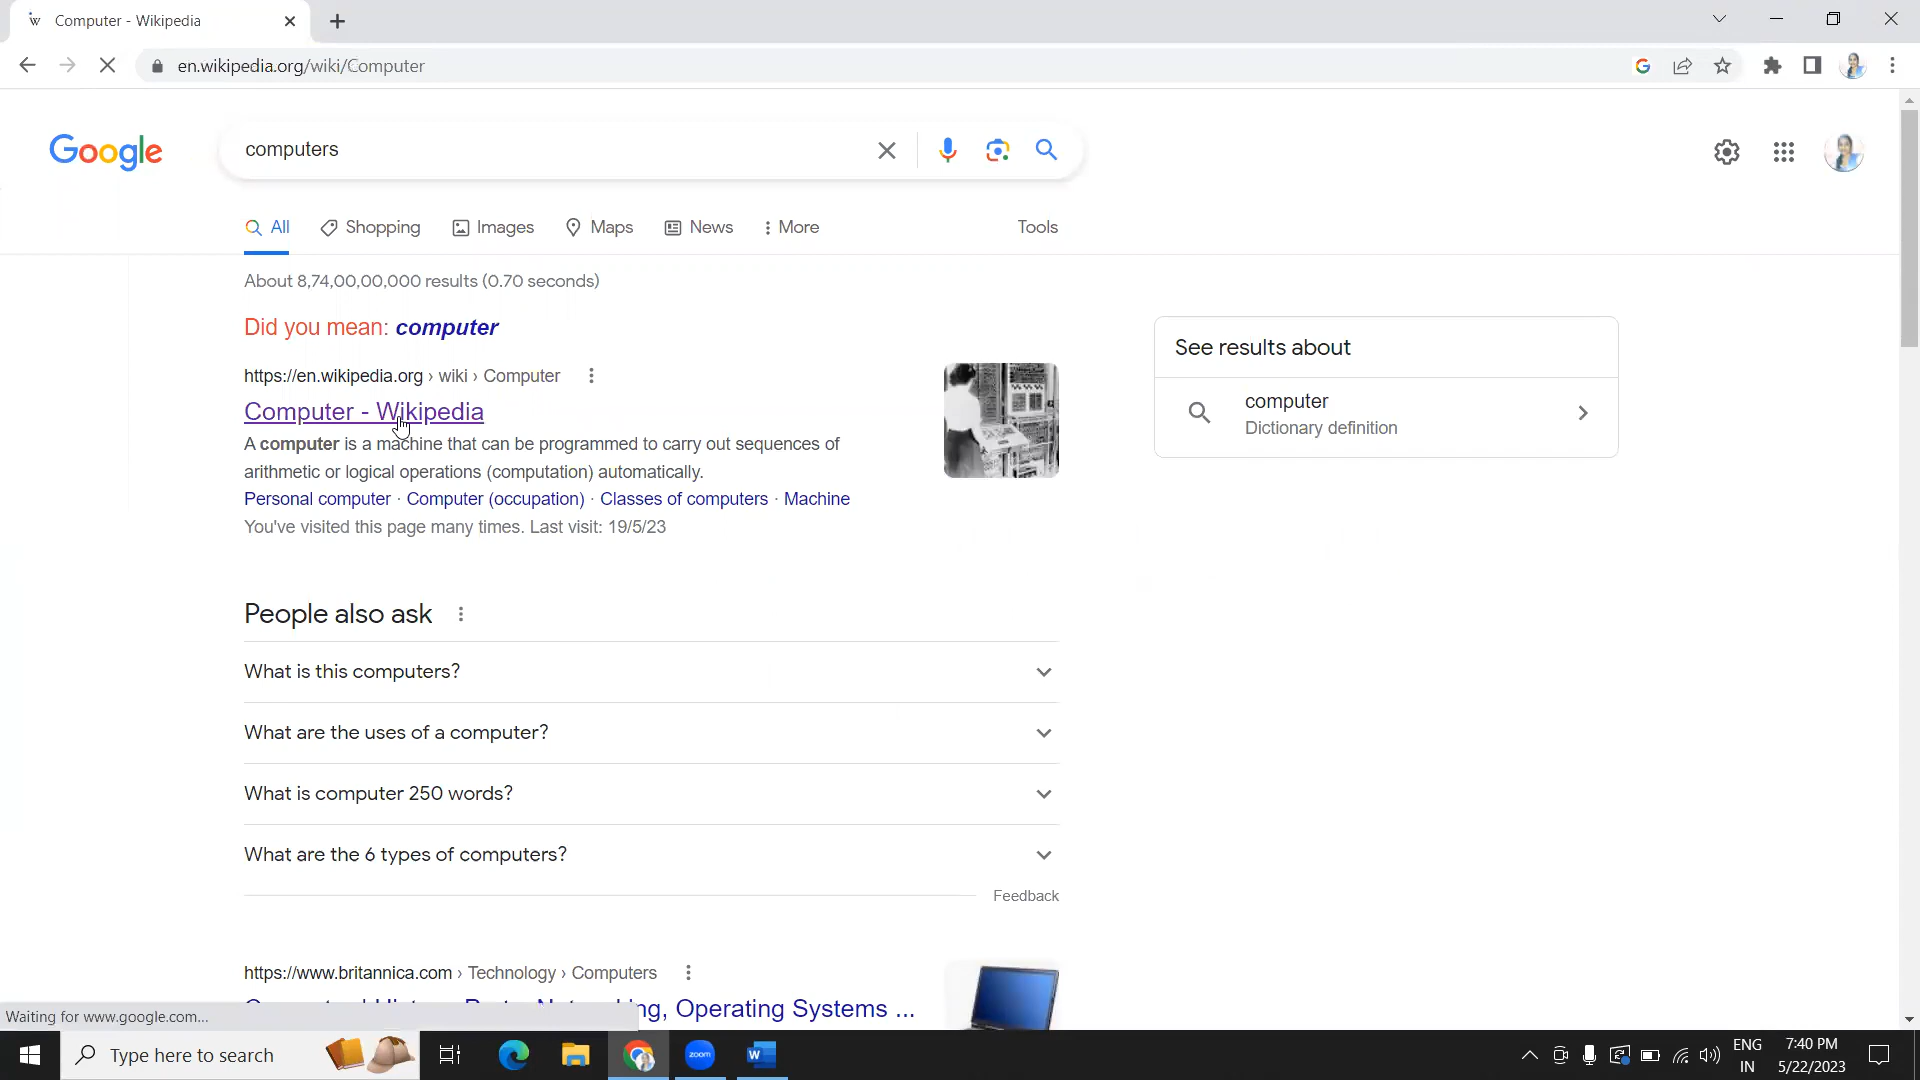 Computer - Wikipedia
en.wikipedia.org/wiki/Computer
Google
computers
All
Shopping
Images
Maps
News
More
Tools
About 8,74,00,00,000 results (0.70 seconds)
Did you mean: computer
https://en.wikipedia.org › wiki › Computer
Computer - Wikipedia
A computer is a machine that can be programmed to carry out sequences of
arithmetic or logical operations (computation) automatically.
Personal computer · Computer (occupation) · Classes of computers · Machine
You've visited this page many times. Last visit: 19/5/23
See results about
computer
Dictionary definition
People also ask
What is this computers?
What are the uses of a computer?
What is computer 250 words?
What are the 6 types of computers?
Feedback
https://www.britannica.com › Technology › Computers
Operating Systems ...
Waiting for www.google.com...
Type here to search
zoom
W
ENG
IN
7:40 PM
5/22/2023